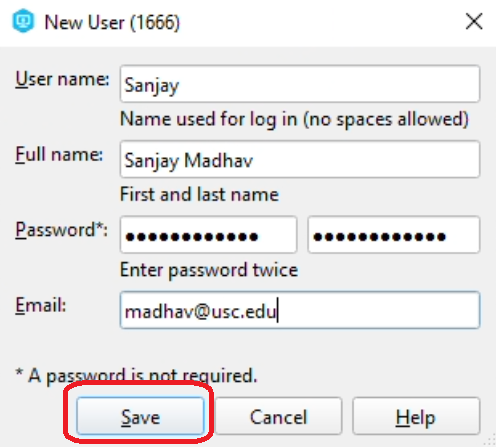 New User (1666)
User name: Sanjay
Name used for log in (no spaces allowed)
Full name: Sanjay Madhav
First and last name
Password*: ●●●●●●●●●●●● ●●●●●●●●●●●●
Enter password twice
Email: madhav@usc.edu
* A password is not required.
Save Cancel Help